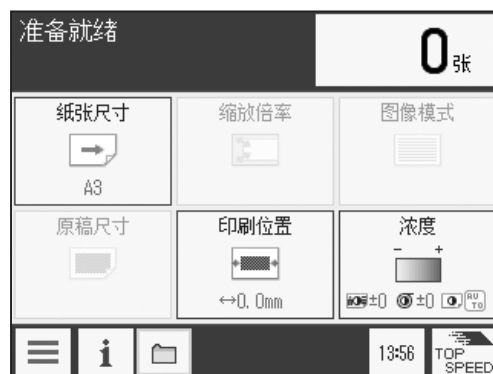 准备就绪
0张
纸张尺寸
A3
缩放倍率
图像模式
原稿尺寸
印刷位置
↔0. 0mm
浓度
- +
±0 ±0 AUTO
i
13:56
TOP SPEED